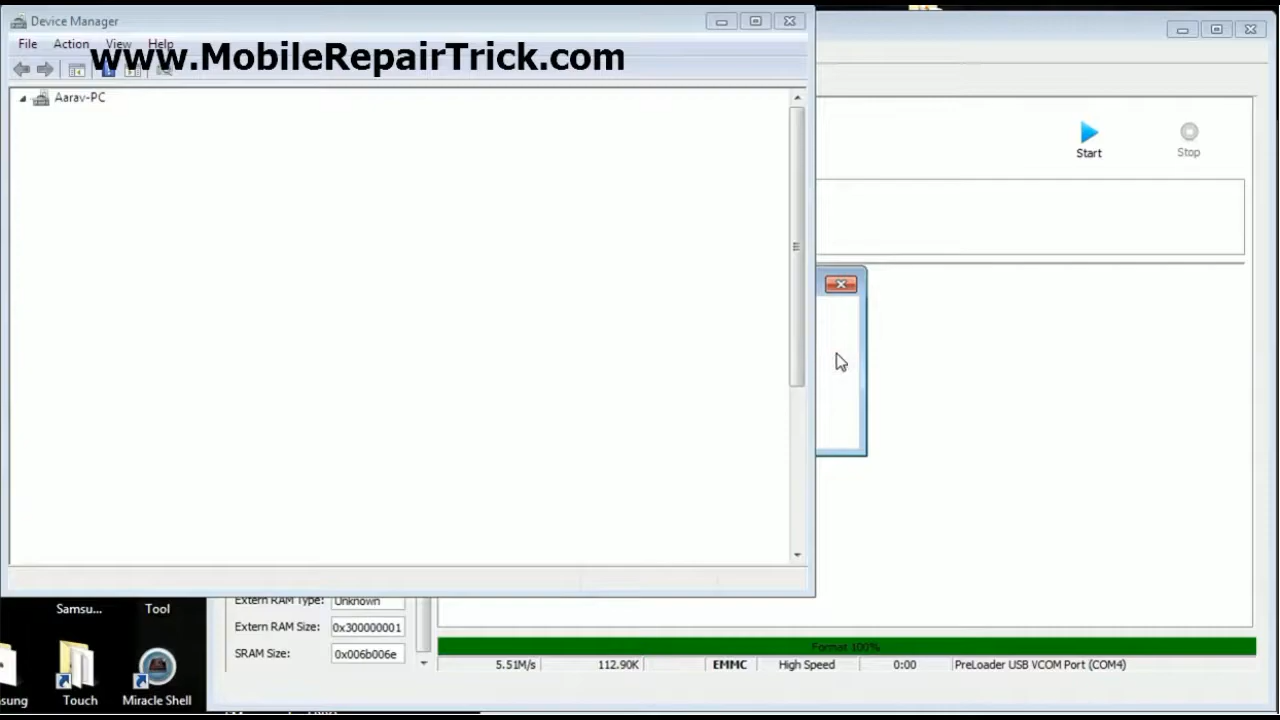 Device Manager
File Action View Help
www.MobileRepairTrick.com
Aarav-PC
Start
Stop
Samsu...
Tool
Extern RAM Type: Unknown
Extern RAM Size: 0x300000001
SRAM Size: 0x006b006e
Format 100%
5.51M/s 112.90K EMMC High Speed 0:00 PreLoader USB VCOM Port (COM4)
sung
Touch
Miracle Shell